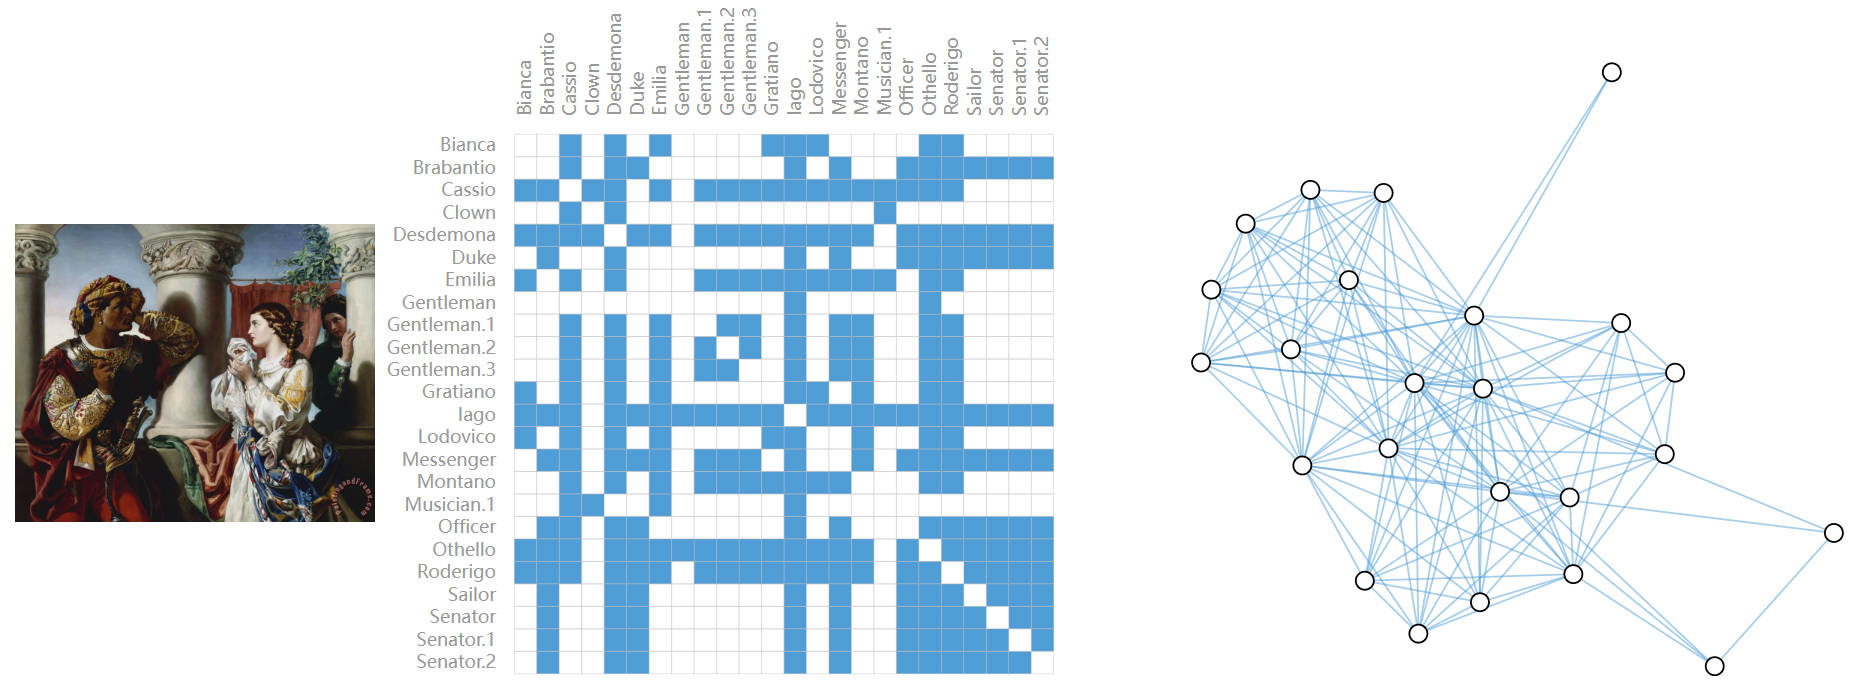 Bianca
Brabantio
Cassio
Clown
Desdemona
Duke
Emilia
Gentleman
Gentleman.1
Gentleman.2
Gentleman.3
Gratiano
Iago
Lodovico
Messenger
Montano
Musician.1
Officer
Othello
Roderigo
Sailor
Senator
Senator.1
Senator.2
Bianca
Brabantio
Cassio
Clown
Desdemona
Duke
Emilia
Gentleman
Gentleman.1
Gentleman.2
Gentleman.3
Gratiano
Iago
Lodovico
Messenger
Montano
Musician.1
Officer
Othello
Roderigo
Sailor
Senator
Senator.1
Senator.2